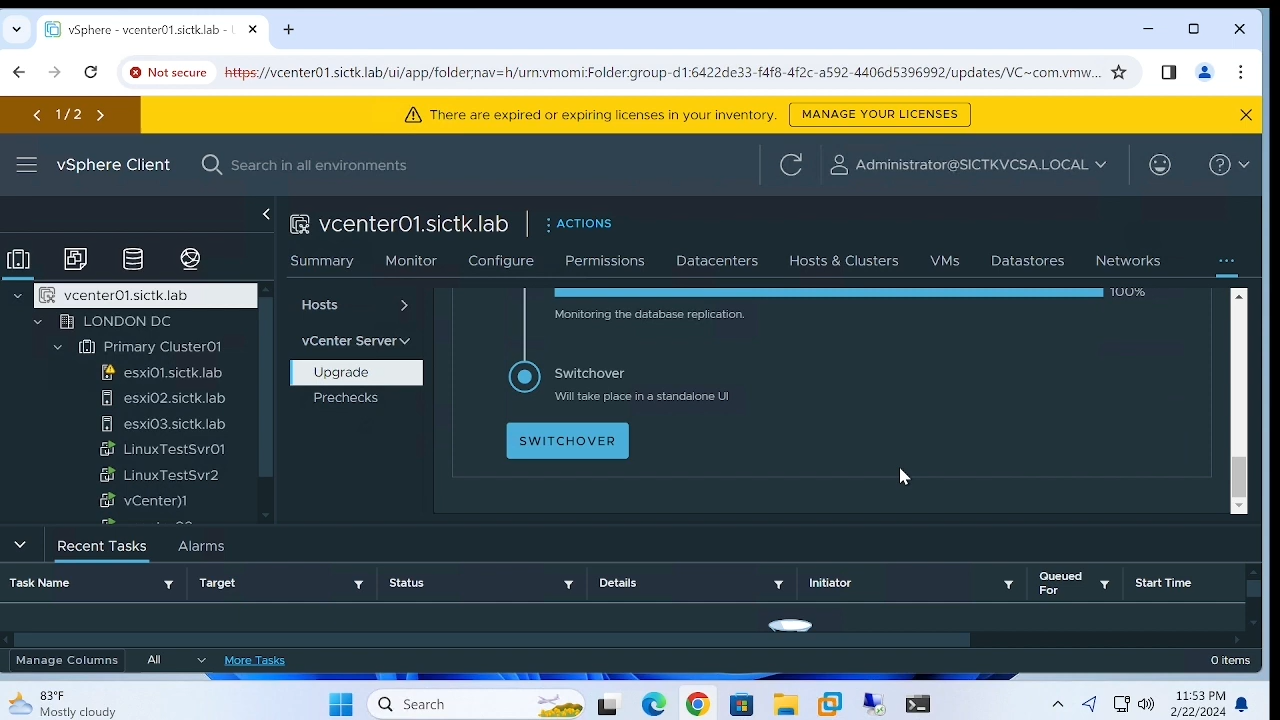 vSphere - vcenter01.sictk.lab - U
Not secure
https://vcenter01.sictk.lab/ui/app/folder;nav=h/urn:vmomi:Folder:group-d1:6422de33-f4f8-4f2c-a592-4406d5396992/updates/VC~com.vmw...
1 / 2
There are expired or expiring licenses in your inventory.
MANAGE YOUR LICENSES
vSphere Client
Search in all environments
Administrator@SICTKVCSA.LOCAL
vcenter01.sictk.lab
ACTIONS
Summary
Monitor
Configure
Permissions
Datacenters
Hosts & Clusters
VMs
Datastores
Networks
vcenter01.sictk.lab
LONDON DC
Primary Cluster01
esxi01.sictk.lab
esxi02.sictk.lab
esxi03.sictk.lab
LinuxTestSvr01
LinuxTestSvr2
vCenter)1
Hosts
vCenter Server
Upgrade
Prechecks
100%
Monitoring the database replication.
Switchover
Will take place in a standalone UI
SWITCHOVER
Recent Tasks
Alarms
Task Name
Target
Status
Details
Initiator
Queued
For
Start Time
Manage Columns
All
More Tasks
0 items
83°F
Mostly cloudy
Search
11:53 PM
2/22/2024